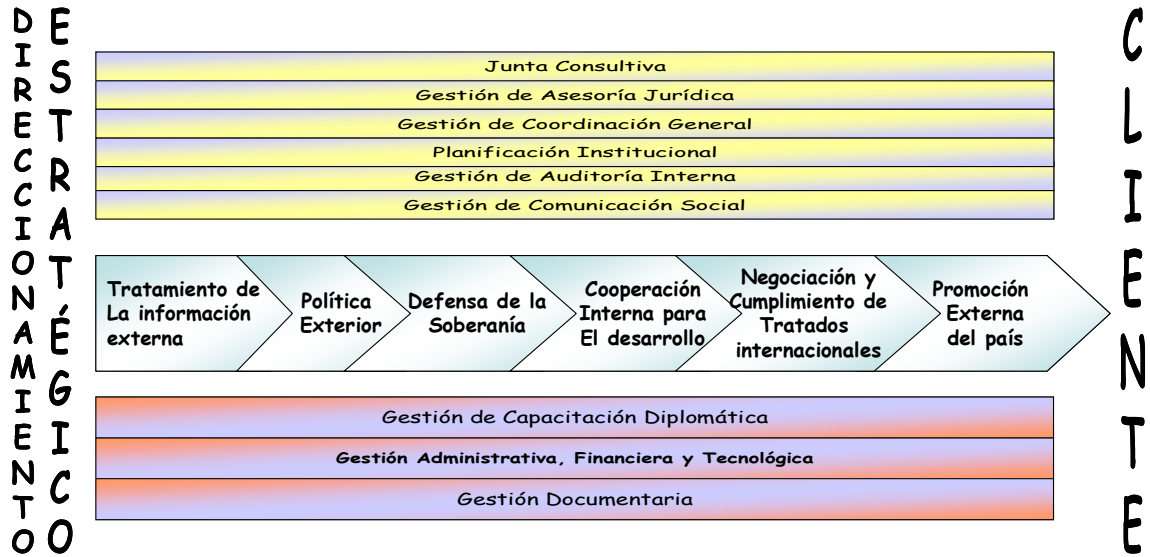 DIRECCIONAMIENTO
ESTRATÉGICO
Junta Consultiva
Gestión de Asesoría Jurídica
Gestión de Coordinación General
Planificación Institucional
Gestión de Auditoría Interna
Gestión de Comunicación Social
Tratamiento de
La información
externa
Política
Exterior
Defensa de la
Soberanía
Cooperación
Interna para
El desarrollo
Negociación y
Cumplimiento de
Tratados
internacionales
Promoción
Externa
del país
Gestión de Capacitación Diplomática
Gestión Administrativa, Financiera y Tecnológica
Gestión Documentaria
CLIENTE